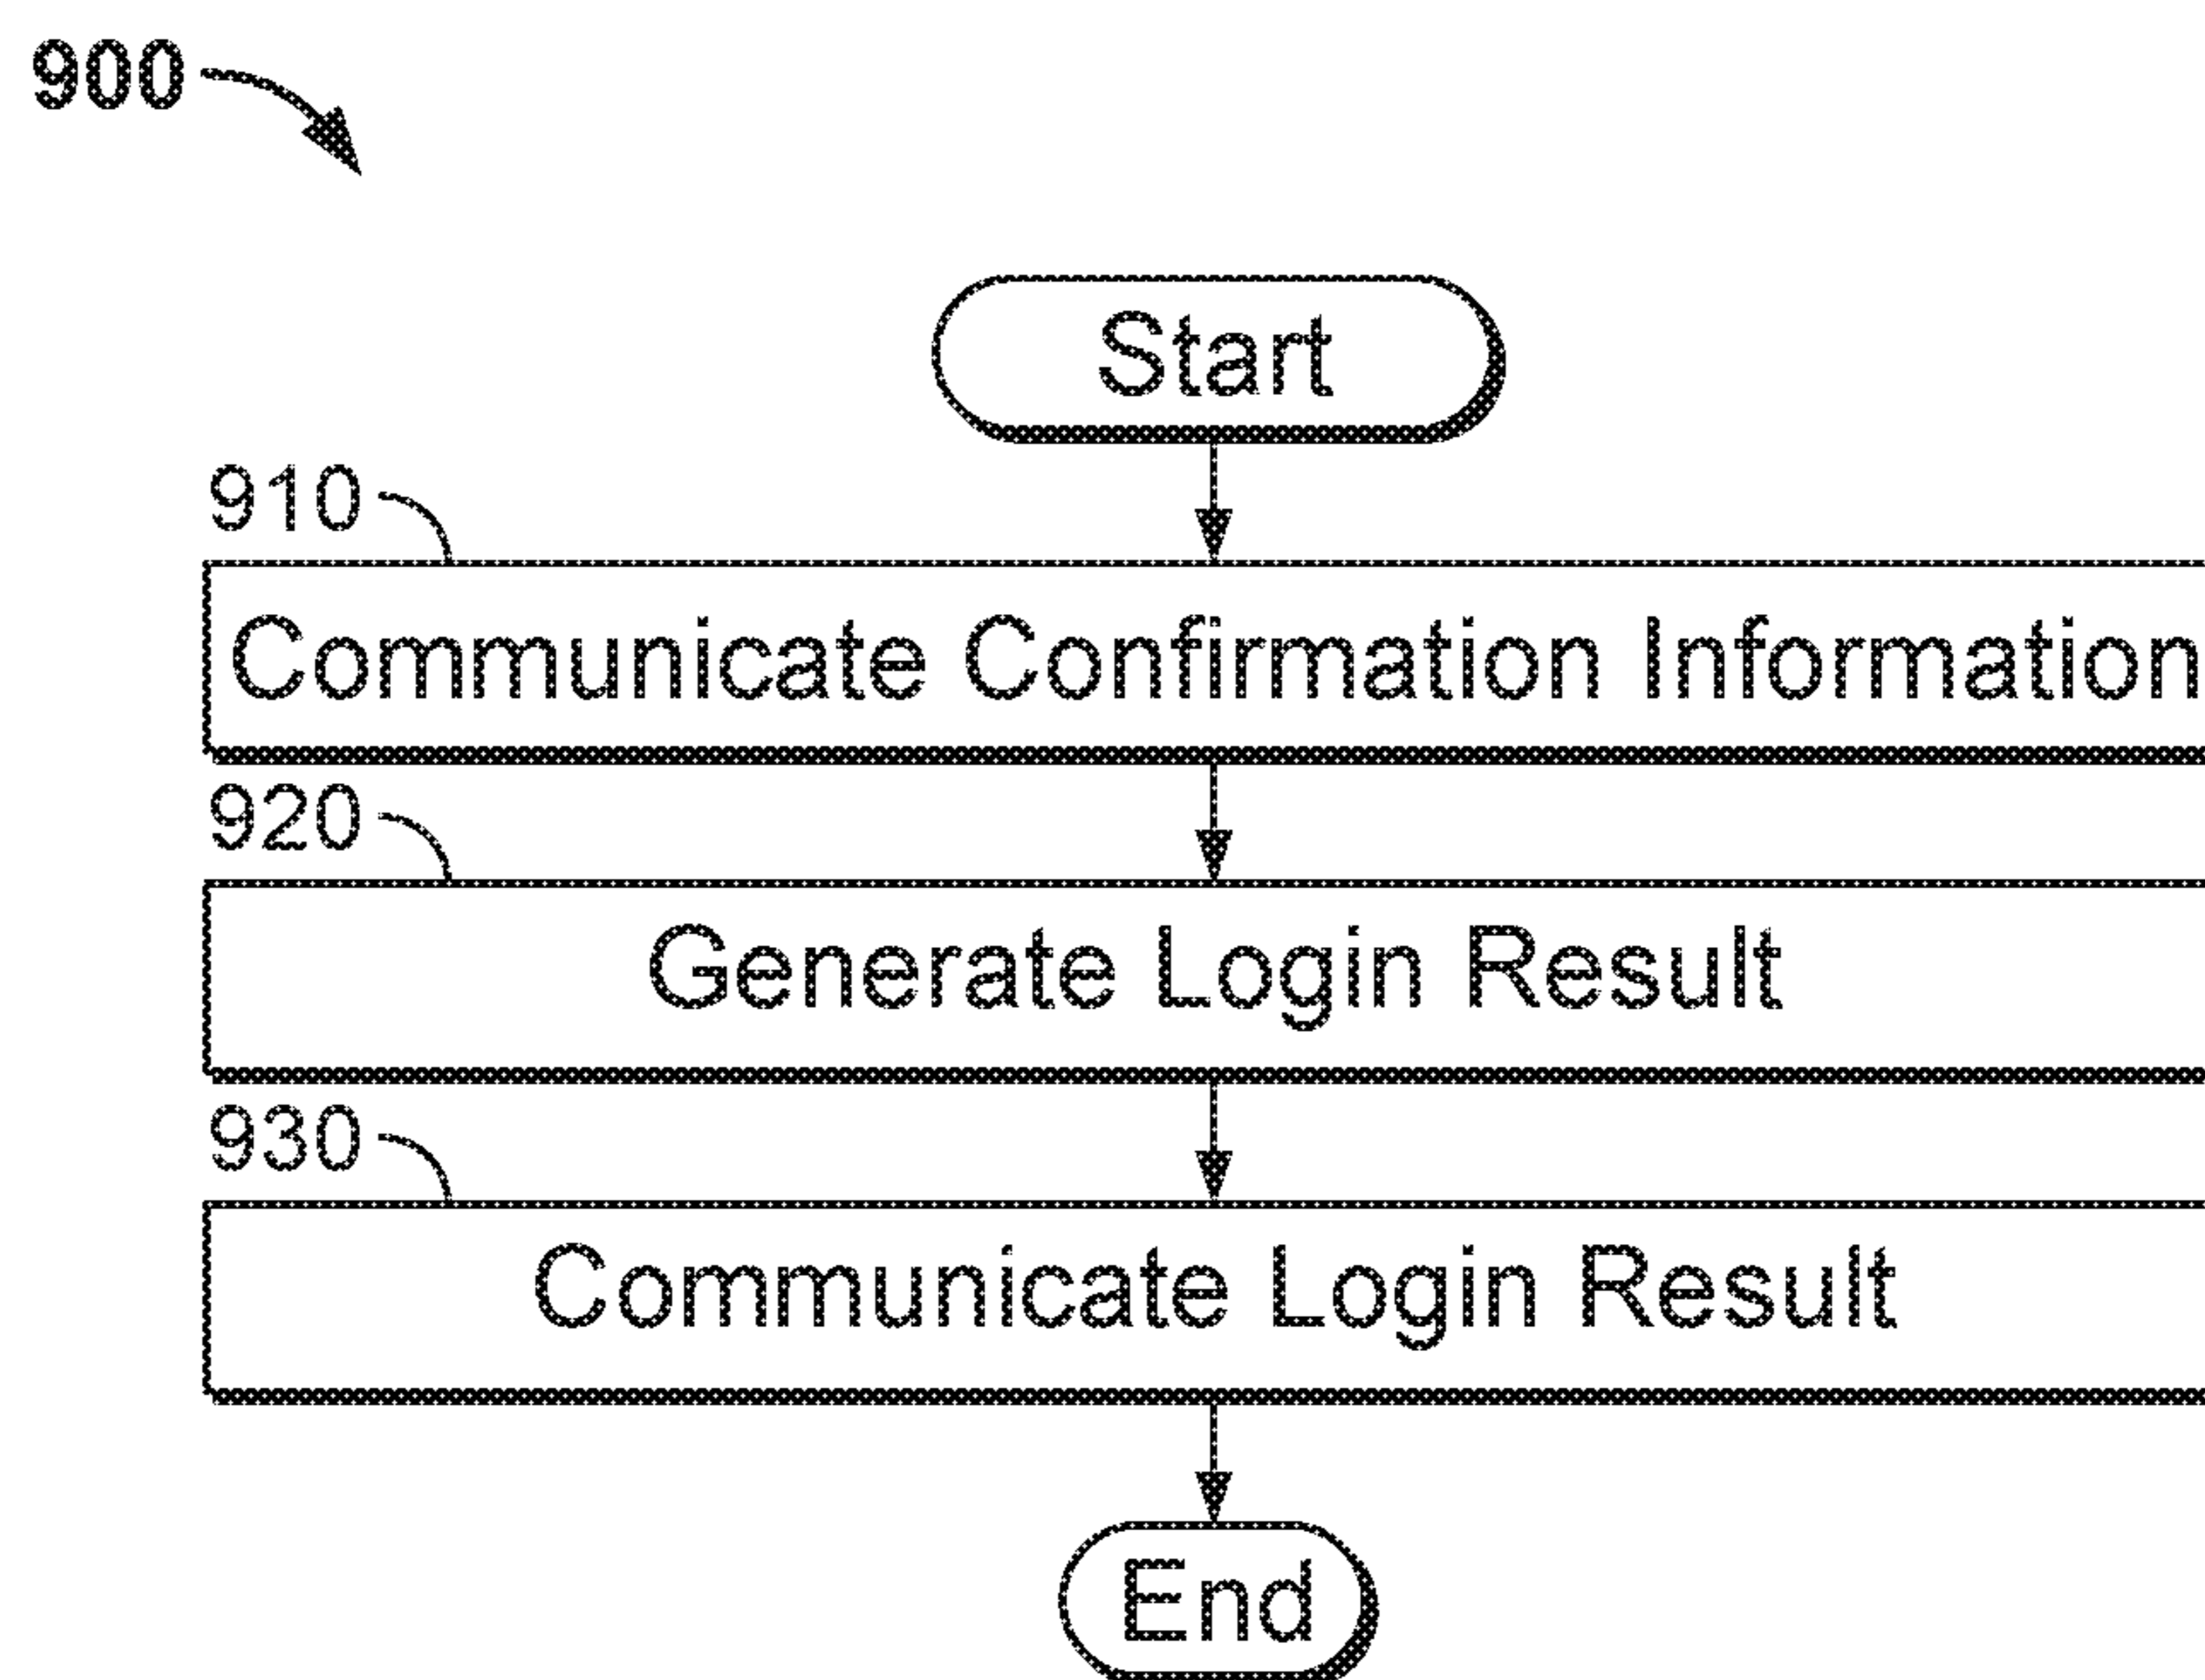 900
Start
910
Communicate Confirmation Information
920
Generate Login Result
930
Communicate Login Result
End